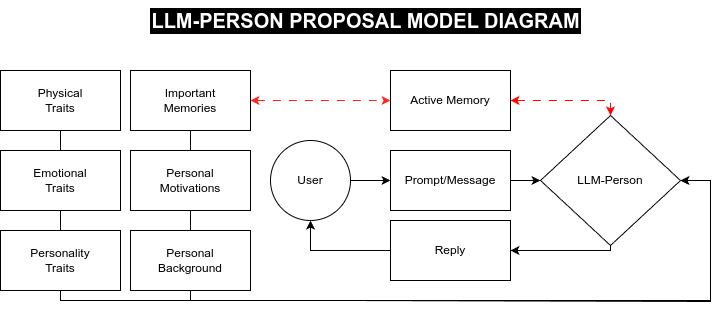 LLM-PERSON PROPOSAL MODEL DIAGRAM
Physical
Traits
Important
Memories
Active Memory
Emotional
Traits
Personal
Motivations
User
Prompt/Message
LLM-Person
Personality
Traits
Personal
Background
Reply